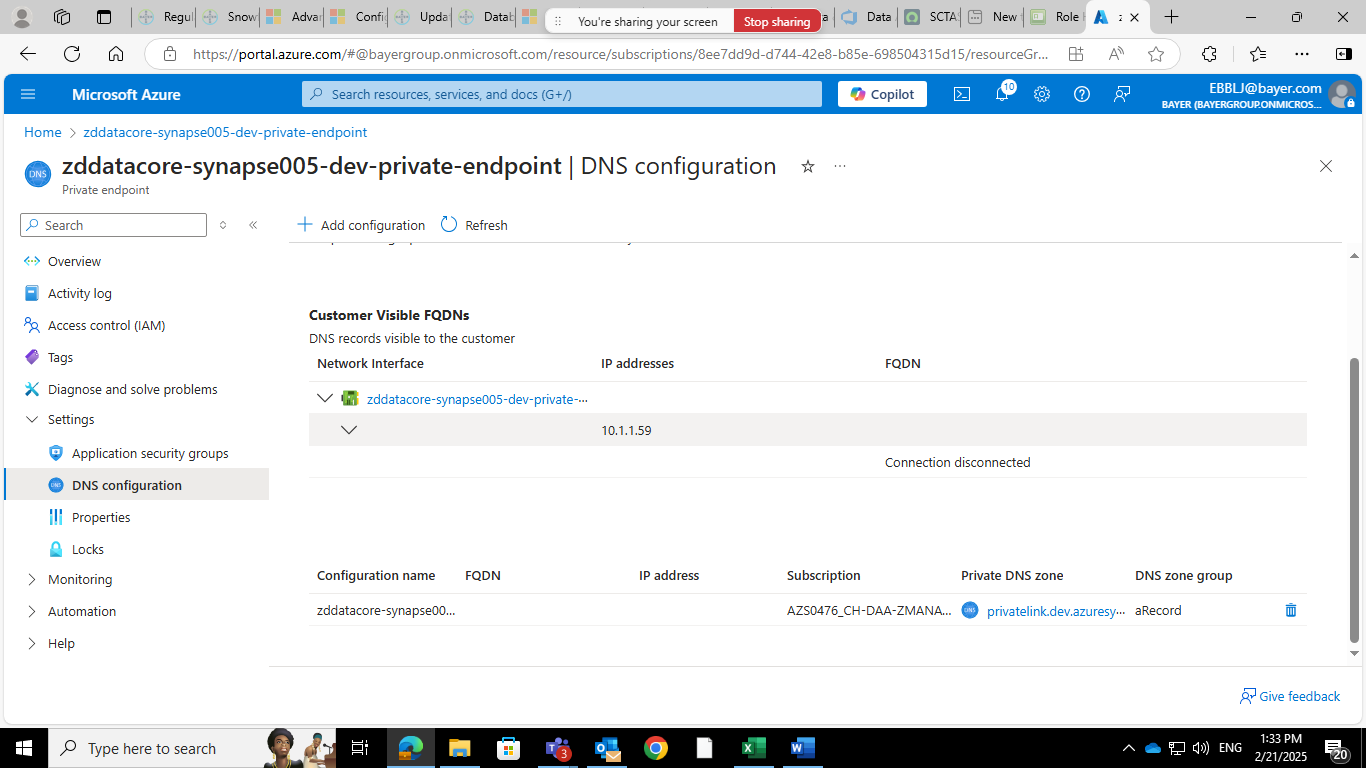 Regul
Snow
Advar
Config
Updat
Datab
You're sharing your screen
Stop sharing
Data
SCTAS
New
Role
https://portal.azure.com/#@bayergroup.onmicrosoft.com/resource/subscriptions/8ee7dd9d-d744-42e8-b85e-698504315d15/resourceGr...
Microsoft Azure
Search resources, services, and docs (G+/)
Copilot
10
EBBLJ@bayer.com
BAYER (BAYERGROUP.ONMICROS...
Home > zddatacore-synapse005-dev-private-endpoint
zddatacore-synapse005-dev-private-endpoint | DNS configuration
DNS
Private endpoint
Search
Add configuration
Refresh
Overview
Activity log
Access control (IAM)
Tags
Diagnose and solve problems
Settings
Application security groups
DNS configuration
Properties
Locks
Monitoring
Automation
Help
Customer Visible FQDNs
DNS records visible to the customer
Network Interface IP addresses FQDN
zddatacore-synapse005-dev-private-...
10.1.1.59
Connection disconnected
Configuration name FQDN IP address Subscription Private DNS zone DNS zone group
zddatacore-synapse00... AZS0476_CH-DAA-ZMANA... privatelink.dev.azuresy... aRecord
Give feedback
Type here to search
3
ENG
1:33 PM
2/21/2025
20